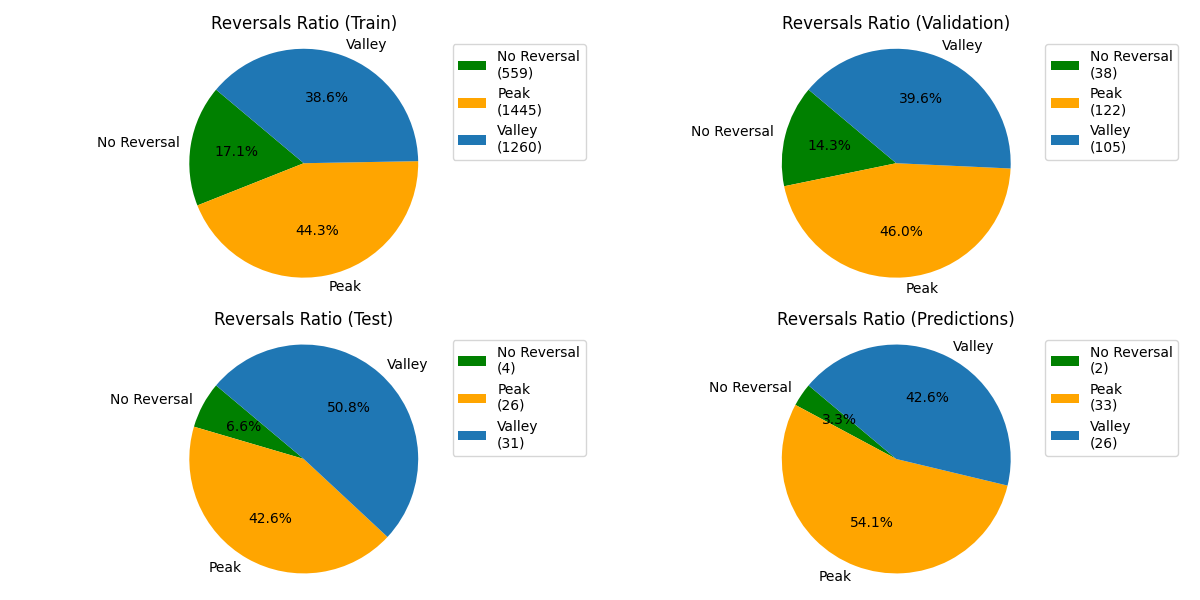 Reversals Ratio (Train)
Valley
38.6%
No Reversal
17.1%
44.3%
Peak
No Reversal
(559)
Peak
(1445)
Valley
(1260)
Reversals Ratio (Validation)
Valley
39.6%
No Reversal
14.3%
46.0%
Peak
No Reversal
(38)
Peak
(122)
Valley
(105)
Reversals Ratio (Test)
Valley
50.8%
No Reversal
6.6%
42.6%
Peak
No Reversal
(4)
Peak
(26)
Valley
(31)
Reversals Ratio (Predictions)
Valley
42.6%
No Reversal
3.3%
54.1%
Peak
No Reversal
(2)
Peak
(33)
Valley
(26)